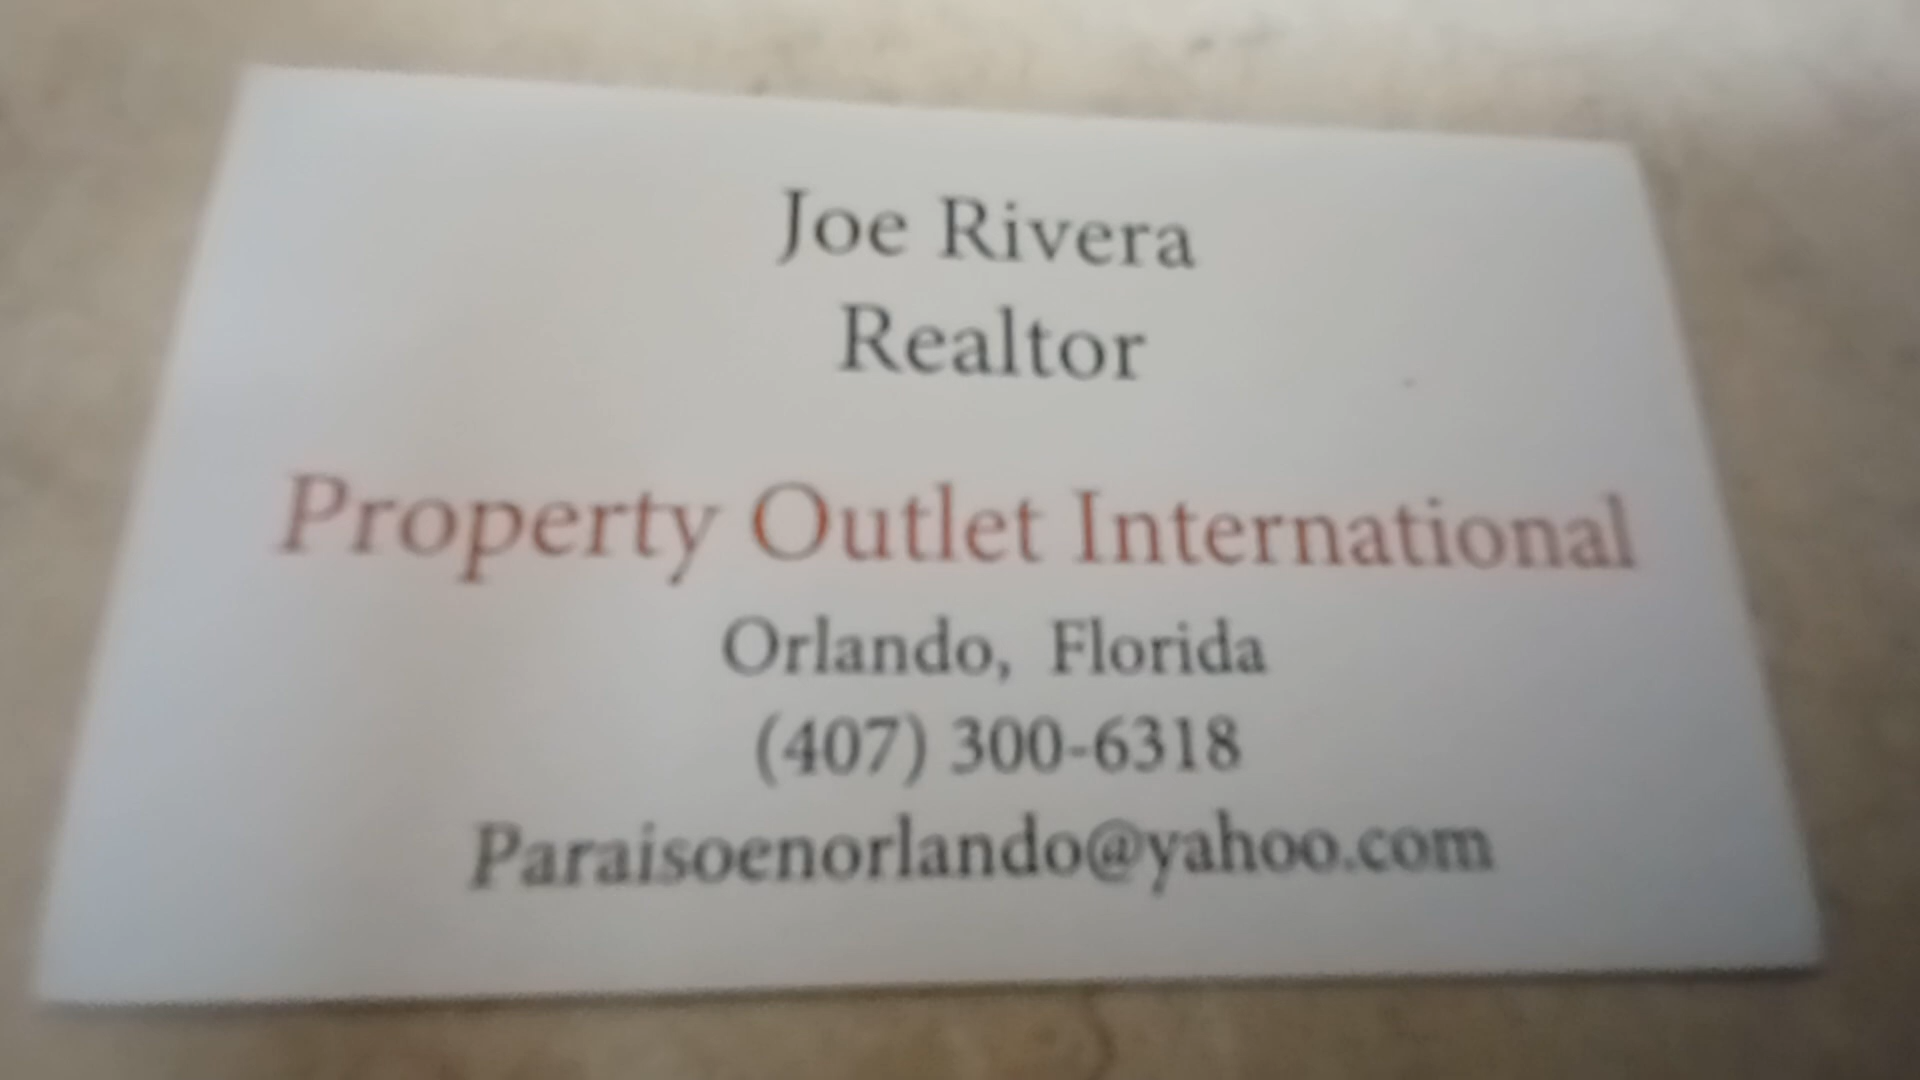 Joe Rivera
Realtor
Property Outlet International
Orlando, Florida
(407) 300-6318
Paraisoenorlando@yahoo.com